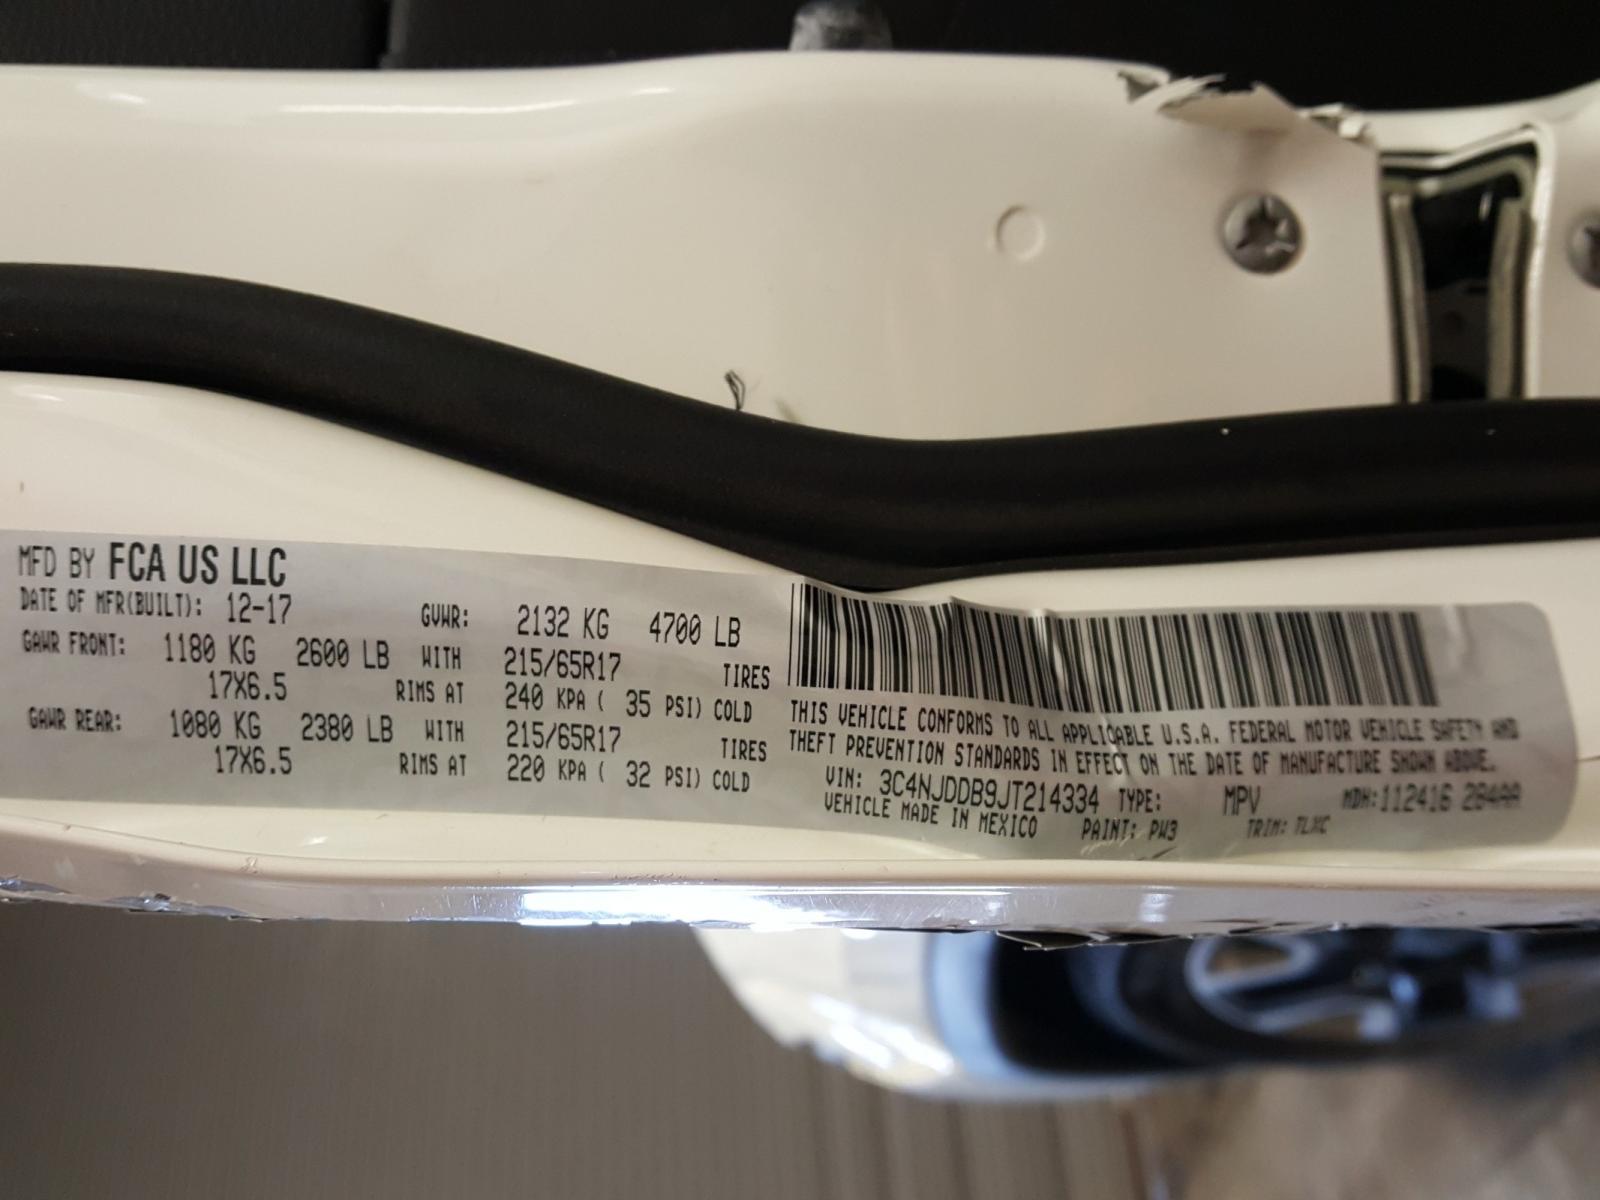 MFD BY FCA US LLC
DATE OF MFR(BUILT): 12-17 GVWR: 2132 KG 4700 LB
GAWR FRONT: 1180 KG 2600 LB WITH 215/65R17 TIRES
17X6.5 RIMS AT 240 KPA ( 35 PSI) COLD
GAWR REAR: 1080 KG 2380 LB WITH 215/65R17 TIRES
17X6.5 RIMS AT 220 KPA ( 32 PSI) COLD
THIS VEHICLE CONFORMS TO ALL APPLICABLE U.S.A. FEDERAL MOTOR VEHICLE SAFETY AND
THEFT PREVENTION STANDARDS IN EFFECT ON THE DATE OF MANUFACTURE SHOWN ABOVE.
VIN: 3C4NJDDB9JT214334 TYPE: MPV MDH:112416 284AA
VEHICLE MADE IN MEXICO PAINT: PW3 TRIM: TLXC